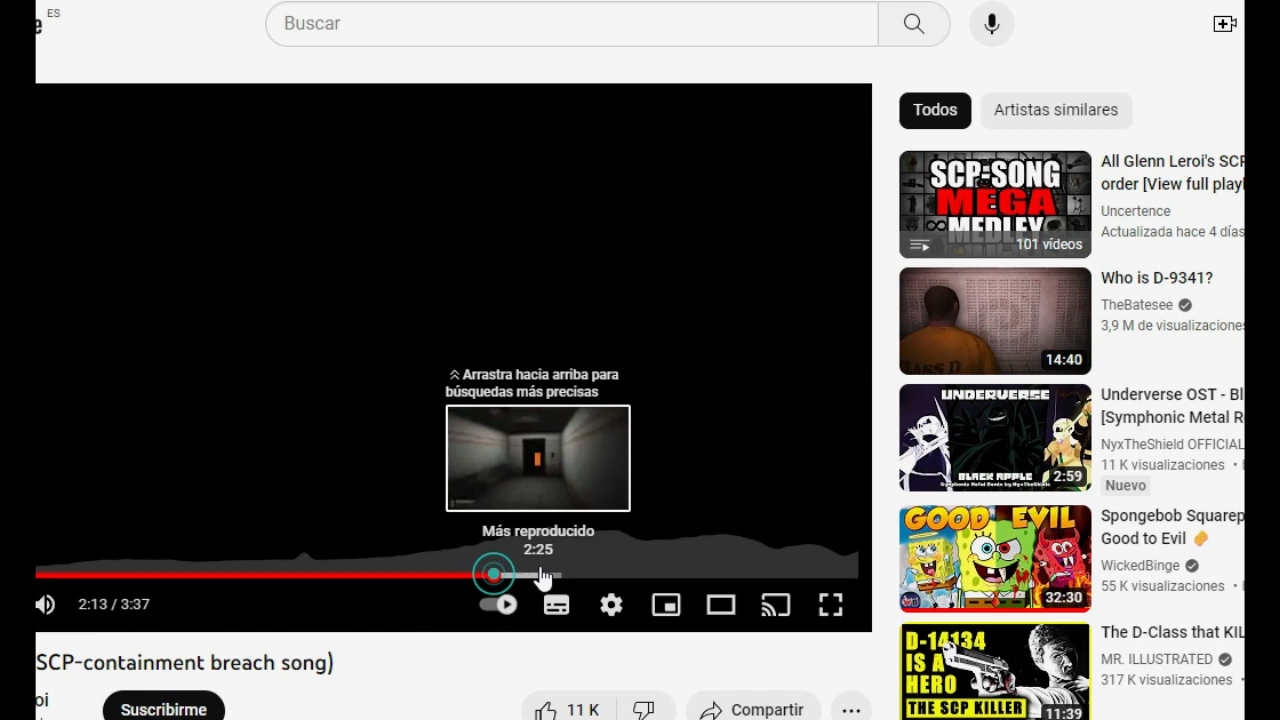 ES
Buscar
Todos
Artistas similares
SCP-SONG
MEGA
MEDLEY
101 vídeos
All Glenn Leroi's SCP
order [View full playl
Uncertence
Actualizada hace 4 días
14:40
Who is D-9341?
TheBatesee
3,9 M de visualizaciones
UNDERVERSE
BLACK APPLE
2:59
Underverse OST - Bl
[Symphonic Metal R
NyxTheShield OFFICIAL
11 K visualizaciones •
Nuevo
GOOD EVIL
32:30
Spongebob Squarep
Good to Evil
WickedBinge
55 K visualizaciones •
D-14134
IS A
HERO
THE SCP KILLER
11:39
The D-Class that KIL
MR. ILLUSTRATED
317 K visualizaciones •
Arrastra hacia arriba para
búsquedas más precisas
Más reproducido
2:25
2:13 / 3:37
SCP-containment breach song)
oi
Suscribirme
11 K
Compartir